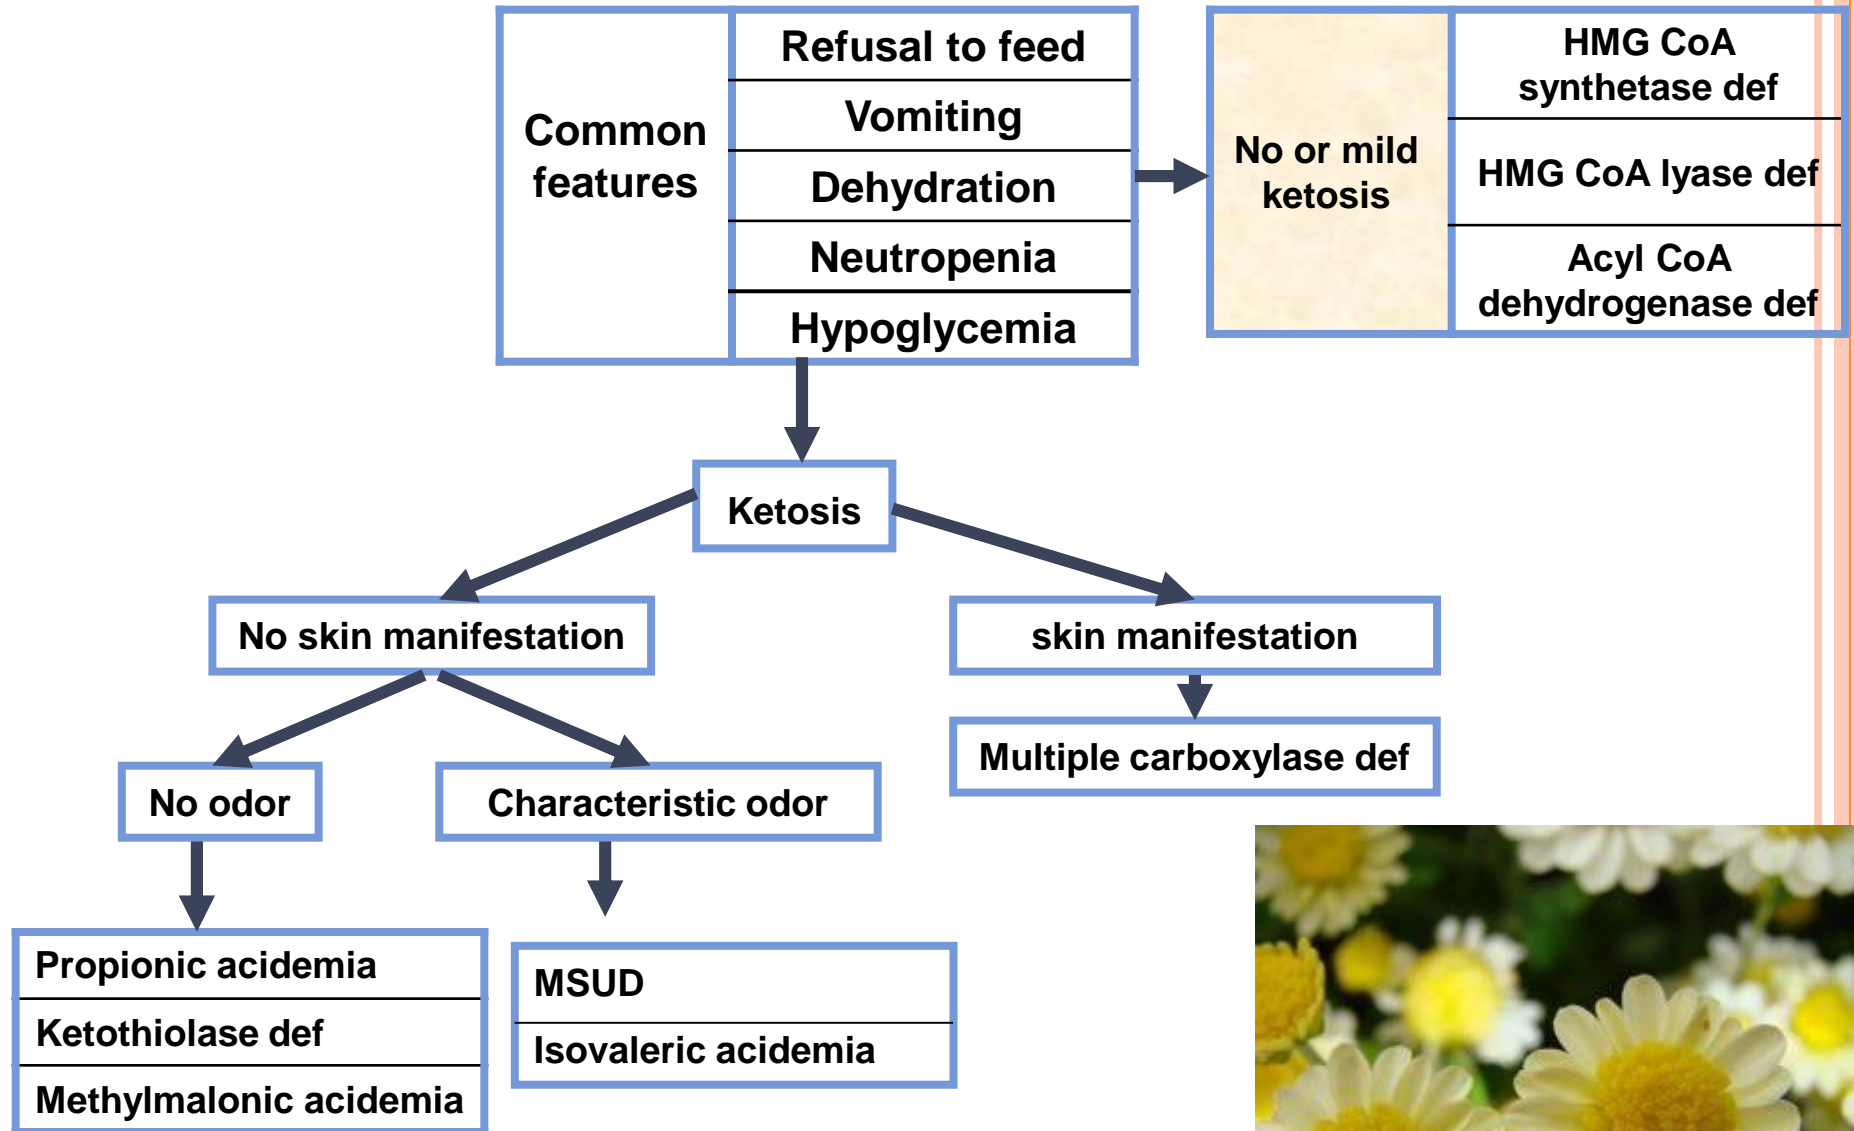 Common
features
Refusal to feed
Vomiting
Dehydration
Neutropenia
Hypoglycemia
No or mild
ketosis
HMG CoA
synthetase def
HMG CoA lyase def
Acyl CoA
dehydrogenase def
Ketosis
No skin manifestation
skin manifestation
No odor
Characteristic odor
Multiple carboxylase def
Propionic acidemia
Ketothiolase def
Methylmalonic acidemia
MSUD
Isovaleric acidemia